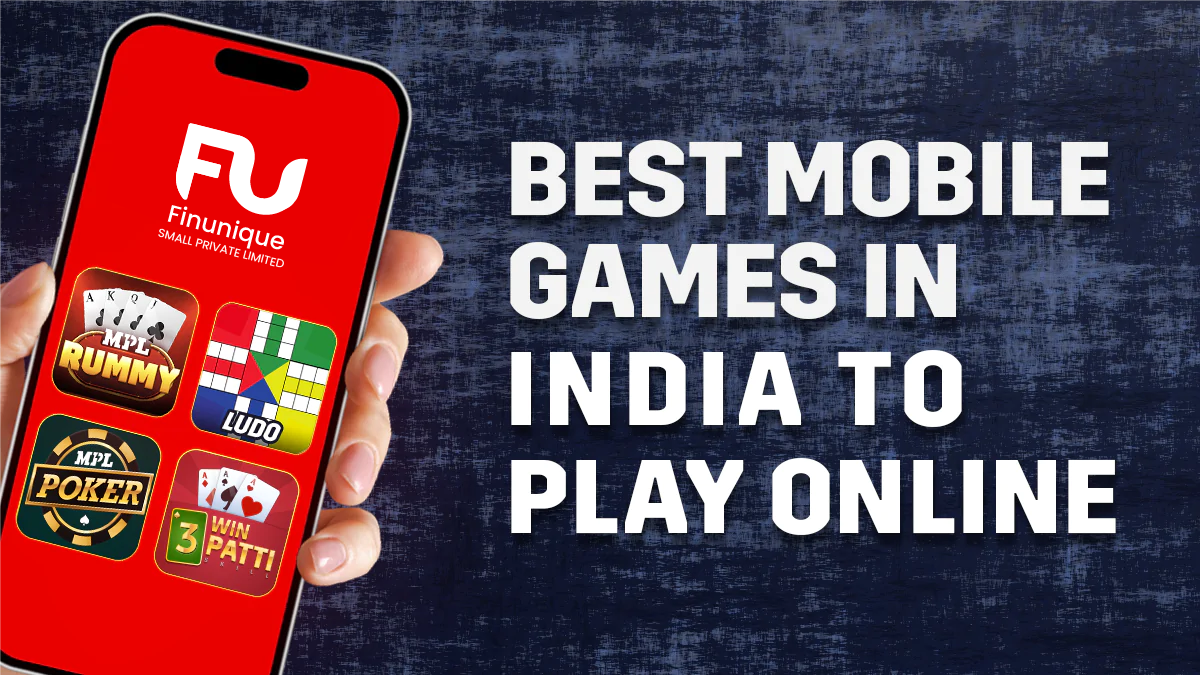 FU
Finunique
SMALL PRIVATE LIMITED
A K Q J
MPL
RUMMY
LUDO
MPL
POKER
A A A
3 WIN
PATTI
SKILL
BEST MOBILE
GAMES IN
INDIA TO
PLAY ONLINE